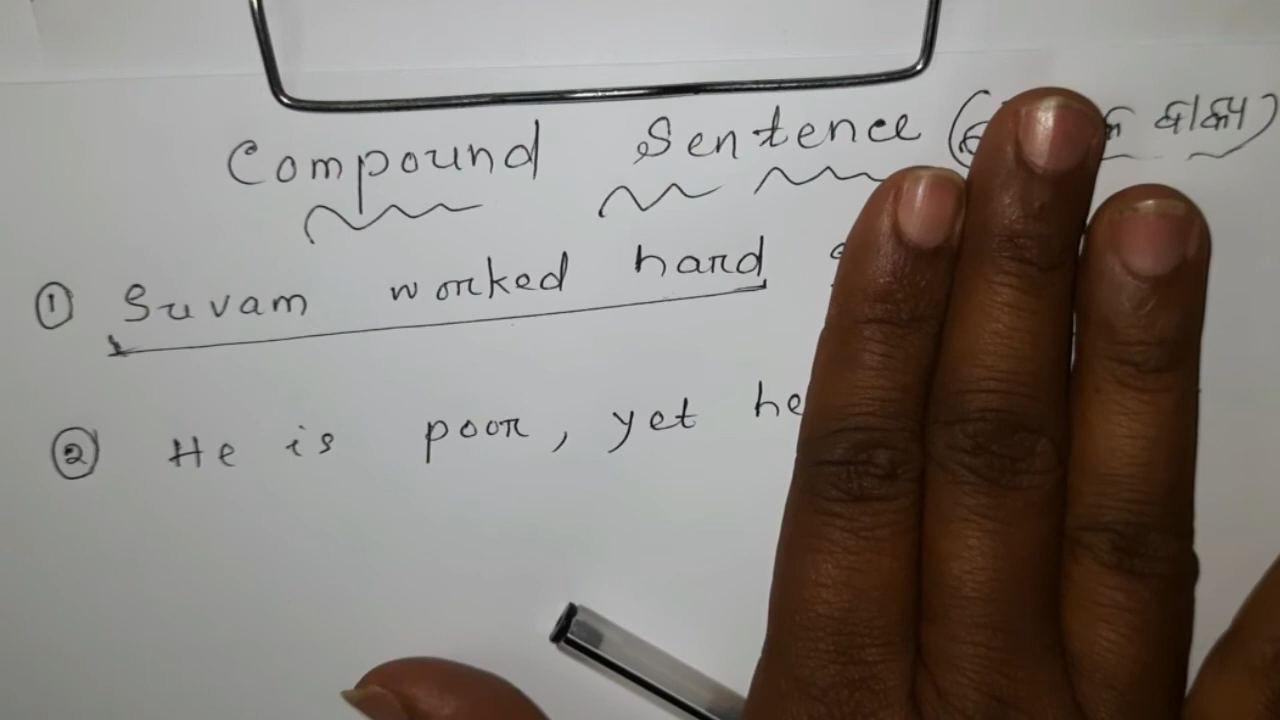 Compound Sentence
① Suvam worked hard
② He is poor, yet he